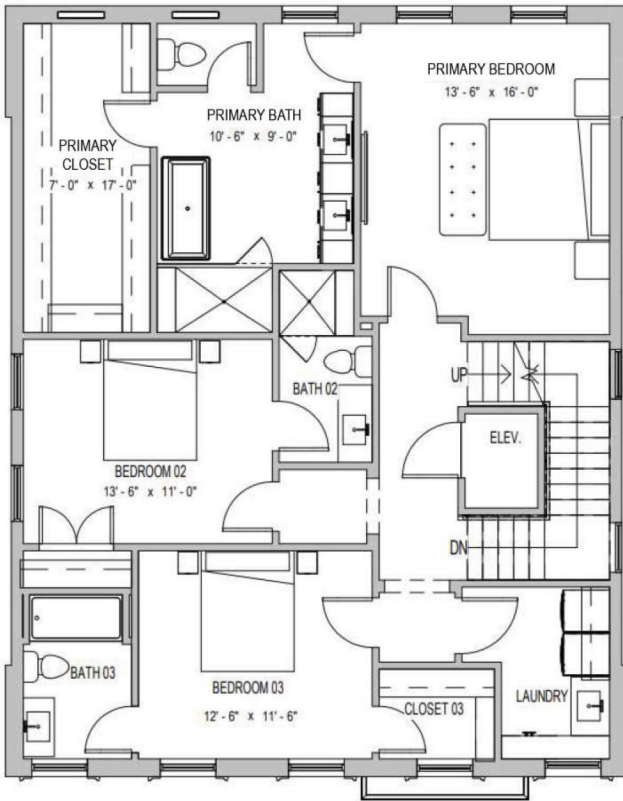 PRIMARY BEDROOM
13' - 6" x 16' - 0"
PRIMARY BATH
10' - 6" x 9' - 0"
PRIMARY
CLOSET
7' - 0" x 17' - 0"
UP
BATH 02
ELEV.
BEDROOM 02
13' - 6" x 11' - 0"
DN
BATH 03
BEDROOM 03
12' - 6" x 11' - 6"
CLOSET 03
LAUNDRY